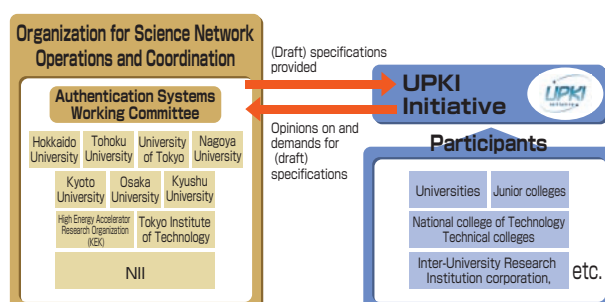 Organization for Science Network
Operations and Coordination
Authentication Systems
Working Committee
Hokkaido
University
Tohoku
University
University
of Tokyo
Nagoya
University
Kyoto
University
Osaka
University
Kyushu
University
High Energy Accelerator
Research Organization
(KEK)
Tokyo Institute
of Technology
NII
(Draft) specifications
provided
Opinions on and
demands for
(draft)
specifications
UPKI
Initiative
UPKI
Participants
Universities
Junior colleges
National college of Technology
Technical colleges
Inter-University Research
Institution corporation,
etc.